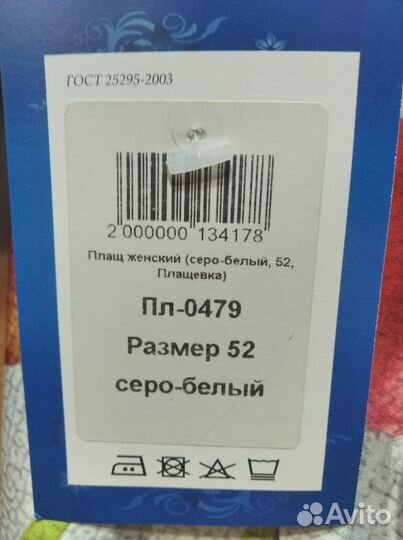 ГОСТ 25295-2003
2 000000 134178
Плащ женский (серо-белый, 52,
Плащевка)
Пл-0479
Размер 52
серо-белый
Avito